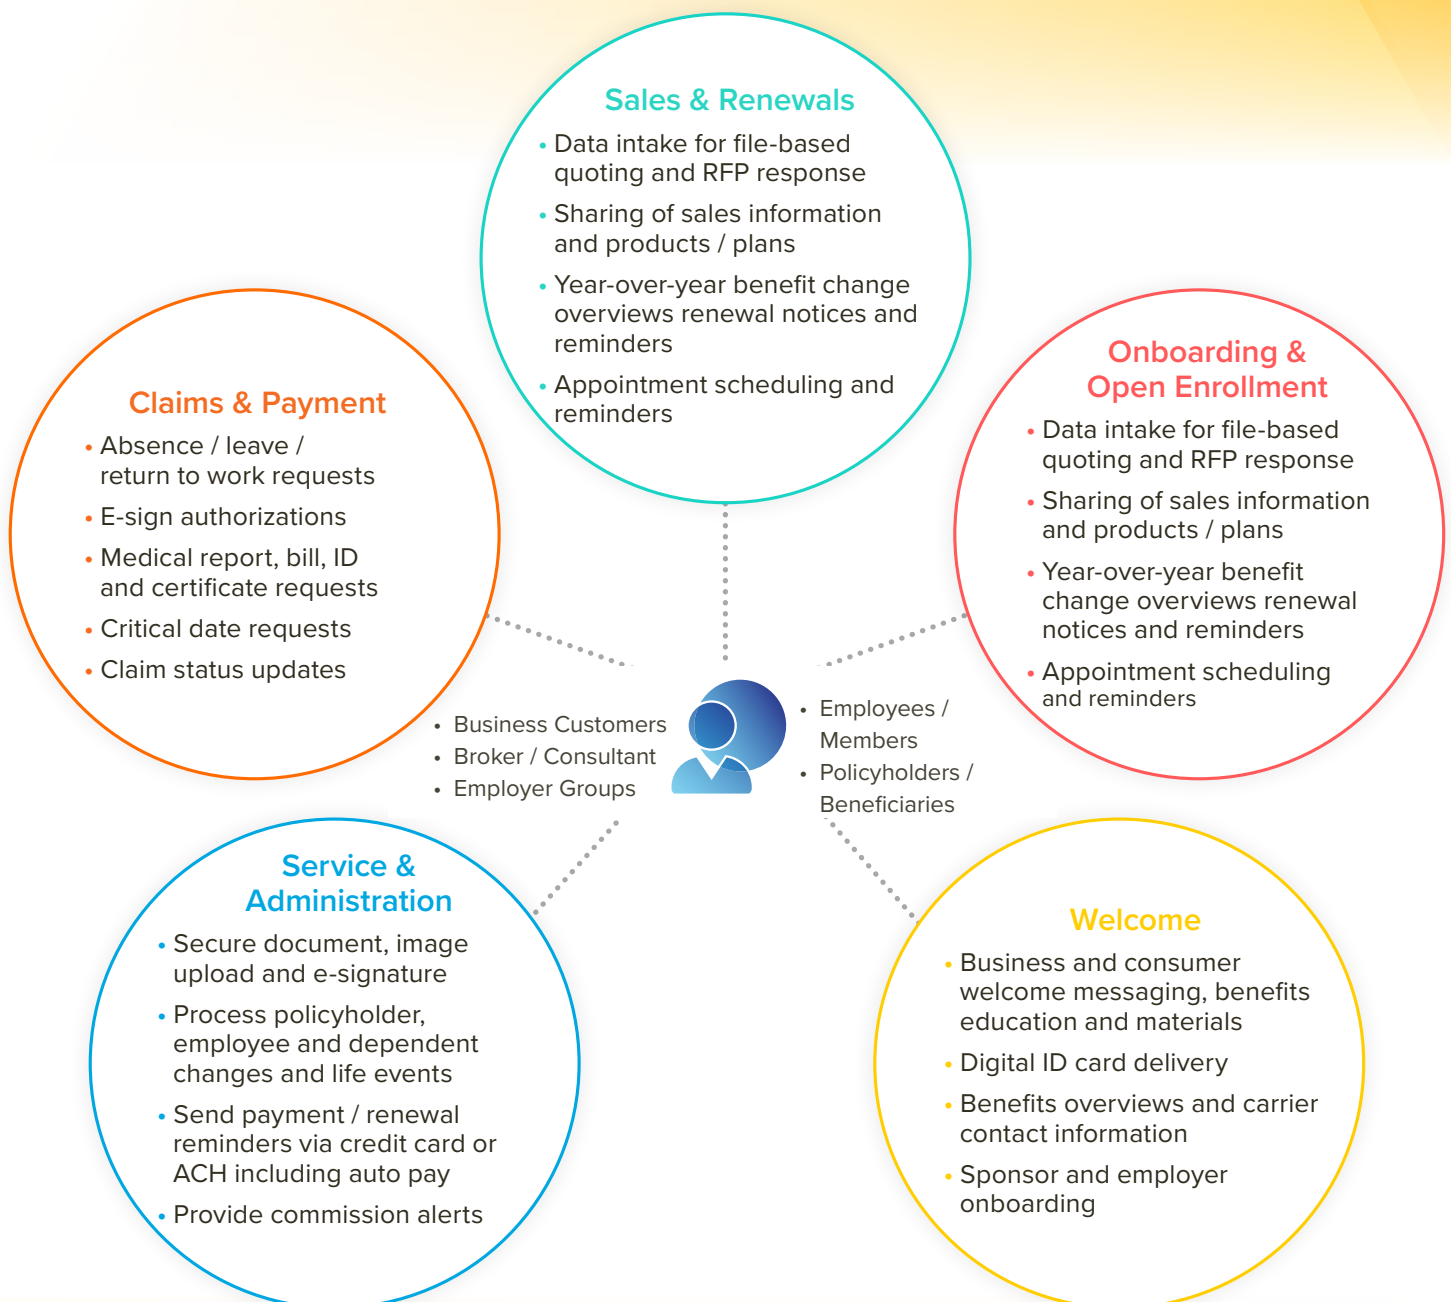 Sales & Renewals
• Data intake for file-based
quoting and RFP response
• Sharing of sales information
and products / plans
• Year-over-year benefit change
overviews renewal notices and
reminders
• Appointment scheduling and
reminders
Claims & Payment
• Absence / leave /
return to work requests
• E-sign authorizations
• Medical report, bill, ID
and certificate requests
• Critical date requests
• Claim status updates
Onboarding &
Open Enrollment
• Data intake for file-based
quoting and RFP response
• Sharing of sales information
and products / plans
• Year-over-year benefit
change overviews renewal
notices and reminders
• Appointment scheduling
and reminders
• Business Customers
• Broker / Consultant
• Employer Groups
• Employees /
Members
• Policyholders /
Beneficiaries
Service &
Administration
• Secure document, image
upload and e-signature
• Process policyholder,
employee and dependent
changes and life events
• Send payment / renewal
reminders via credit card or
ACH including auto pay
• Provide commission alerts
Welcome
• Business and consumer
welcome messaging, benefits
education and materials
• Digital ID card delivery
• Benefits overviews and carrier
contact information
• Sponsor and employer
onboarding